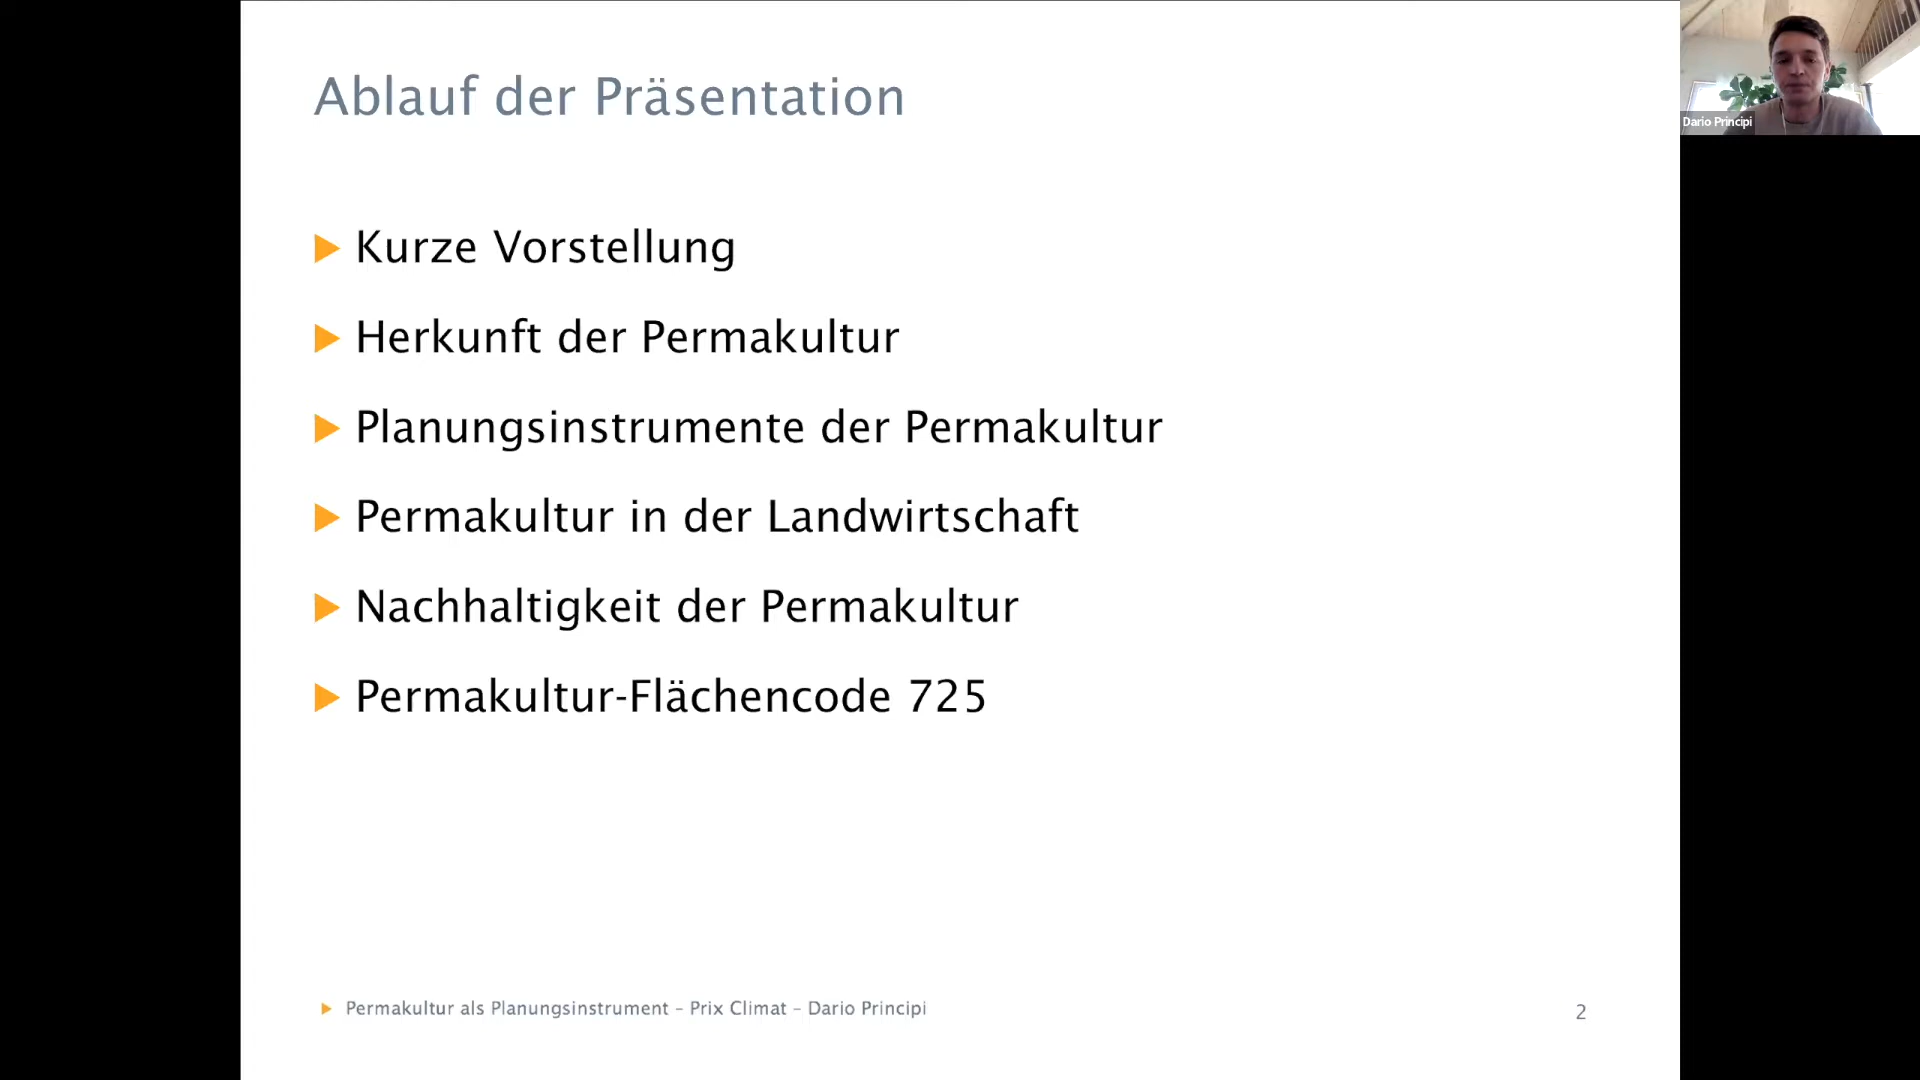 Ablauf der Präsentation
Kurze Vorstellung
Herkunft der Permakultur
Planungsinstrumente der Permakultur
Permakultur in der Landwirtschaft
Nachhaltigkeit der Permakultur
Permakultur-Flächencode 725
Permakultur als Planungsinstrument – Prix Climat – Dario Principi
2
Dario Principi